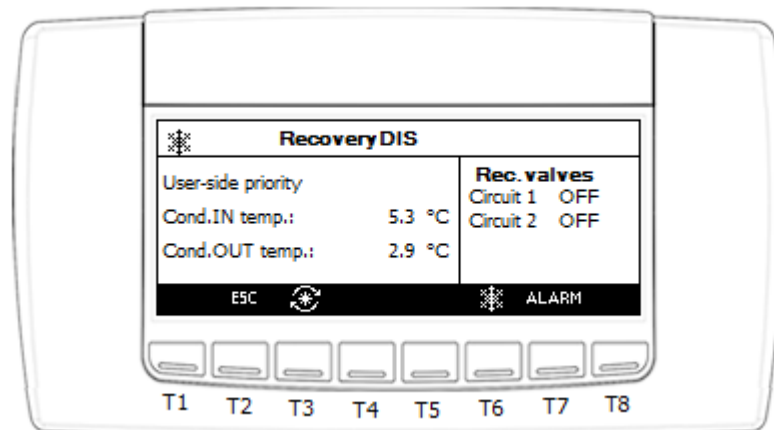 Recovery DIS
User-side priority
Cond.IN temp.: 5.3 °C
Cond.OUT temp.: 2.9 °C
Rec. valves
Circuit 1 OFF
Circuit 2 OFF
ESC ALARM
T1 T2 T3 T4 T5 T6 T7 T8